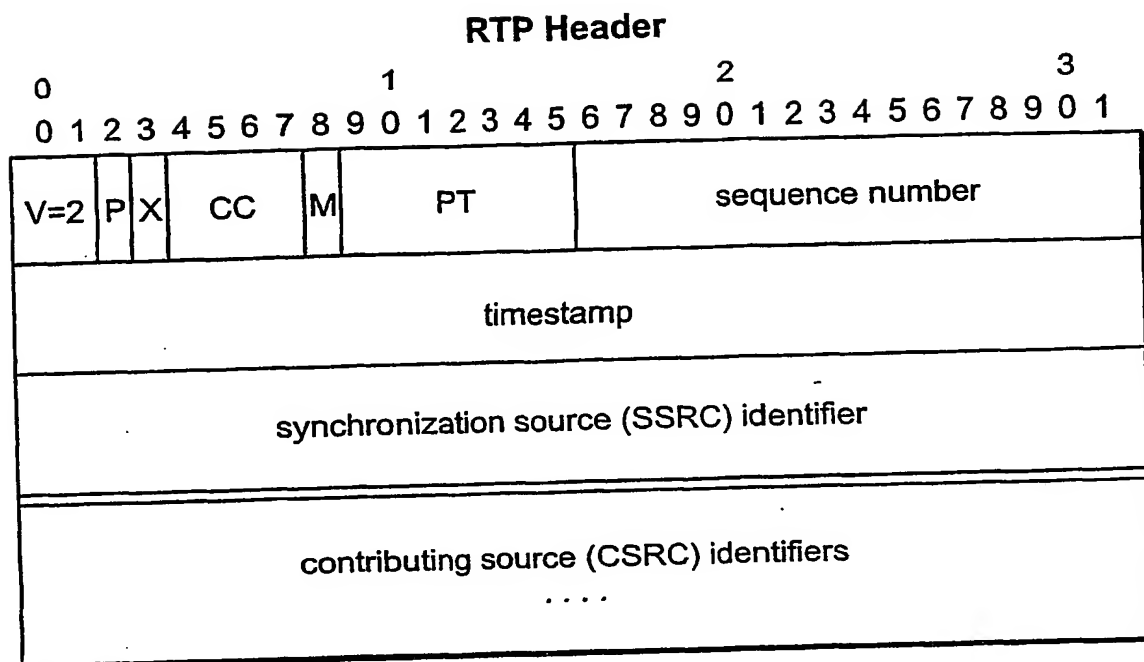 RTP Header
0 1 2 3
0 1 2 3 4 5 6 7 8 9 0 1 2 3 4 5 6 7 8 9 0 1 2 3 4 5 6 7 8 9 0 1
V=2 P X CC M PT sequence number
timestamp
synchronization source (SSRC) identifier
contributing source (CSRC) identifiers
. . . .